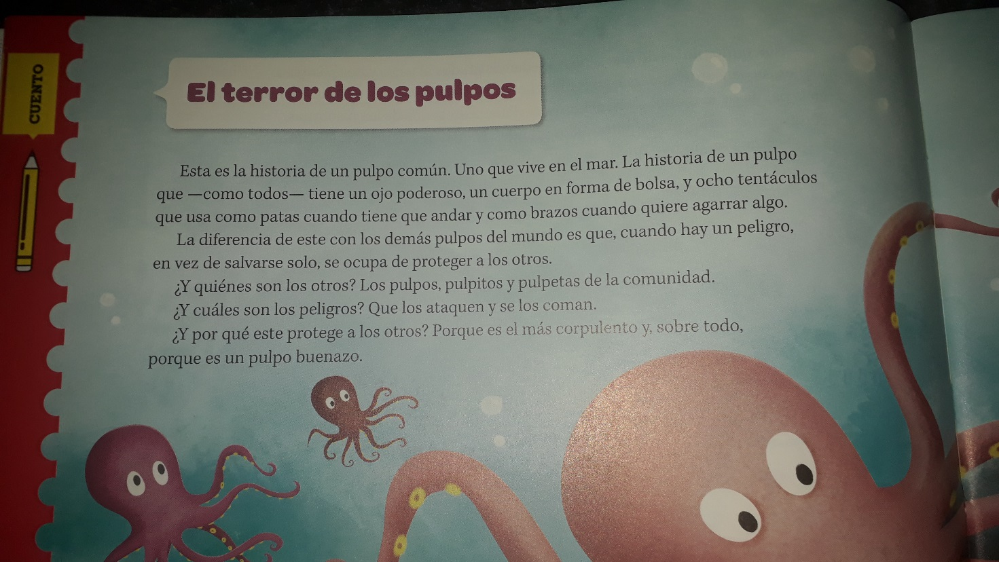 CUENTO
El terror de los pulpos
Esta es la historia de un pulpo común. Uno que vive en el mar. La historia de un pulpo
que —como todos— tiene un ojo poderoso, un cuerpo en forma de bolsa, y ocho tentáculos
que usa como patas cuando tiene que andar y como brazos cuando quiere agarrar algo.
La diferencia de este con los demás pulpos del mundo es que, cuando hay un peligro,
en vez de salvarse solo, se ocupa de proteger a los otros.
¿Y quiénes son los otros? Los pulpos, pulpitos y pulpetas de la comunidad.
¿Y cuáles son los peligros? Que los ataquen y se los coman.
¿Y por qué este protege a los otros? Porque es el más corpulento y, sobre todo,
porque es un pulpo buenazo.